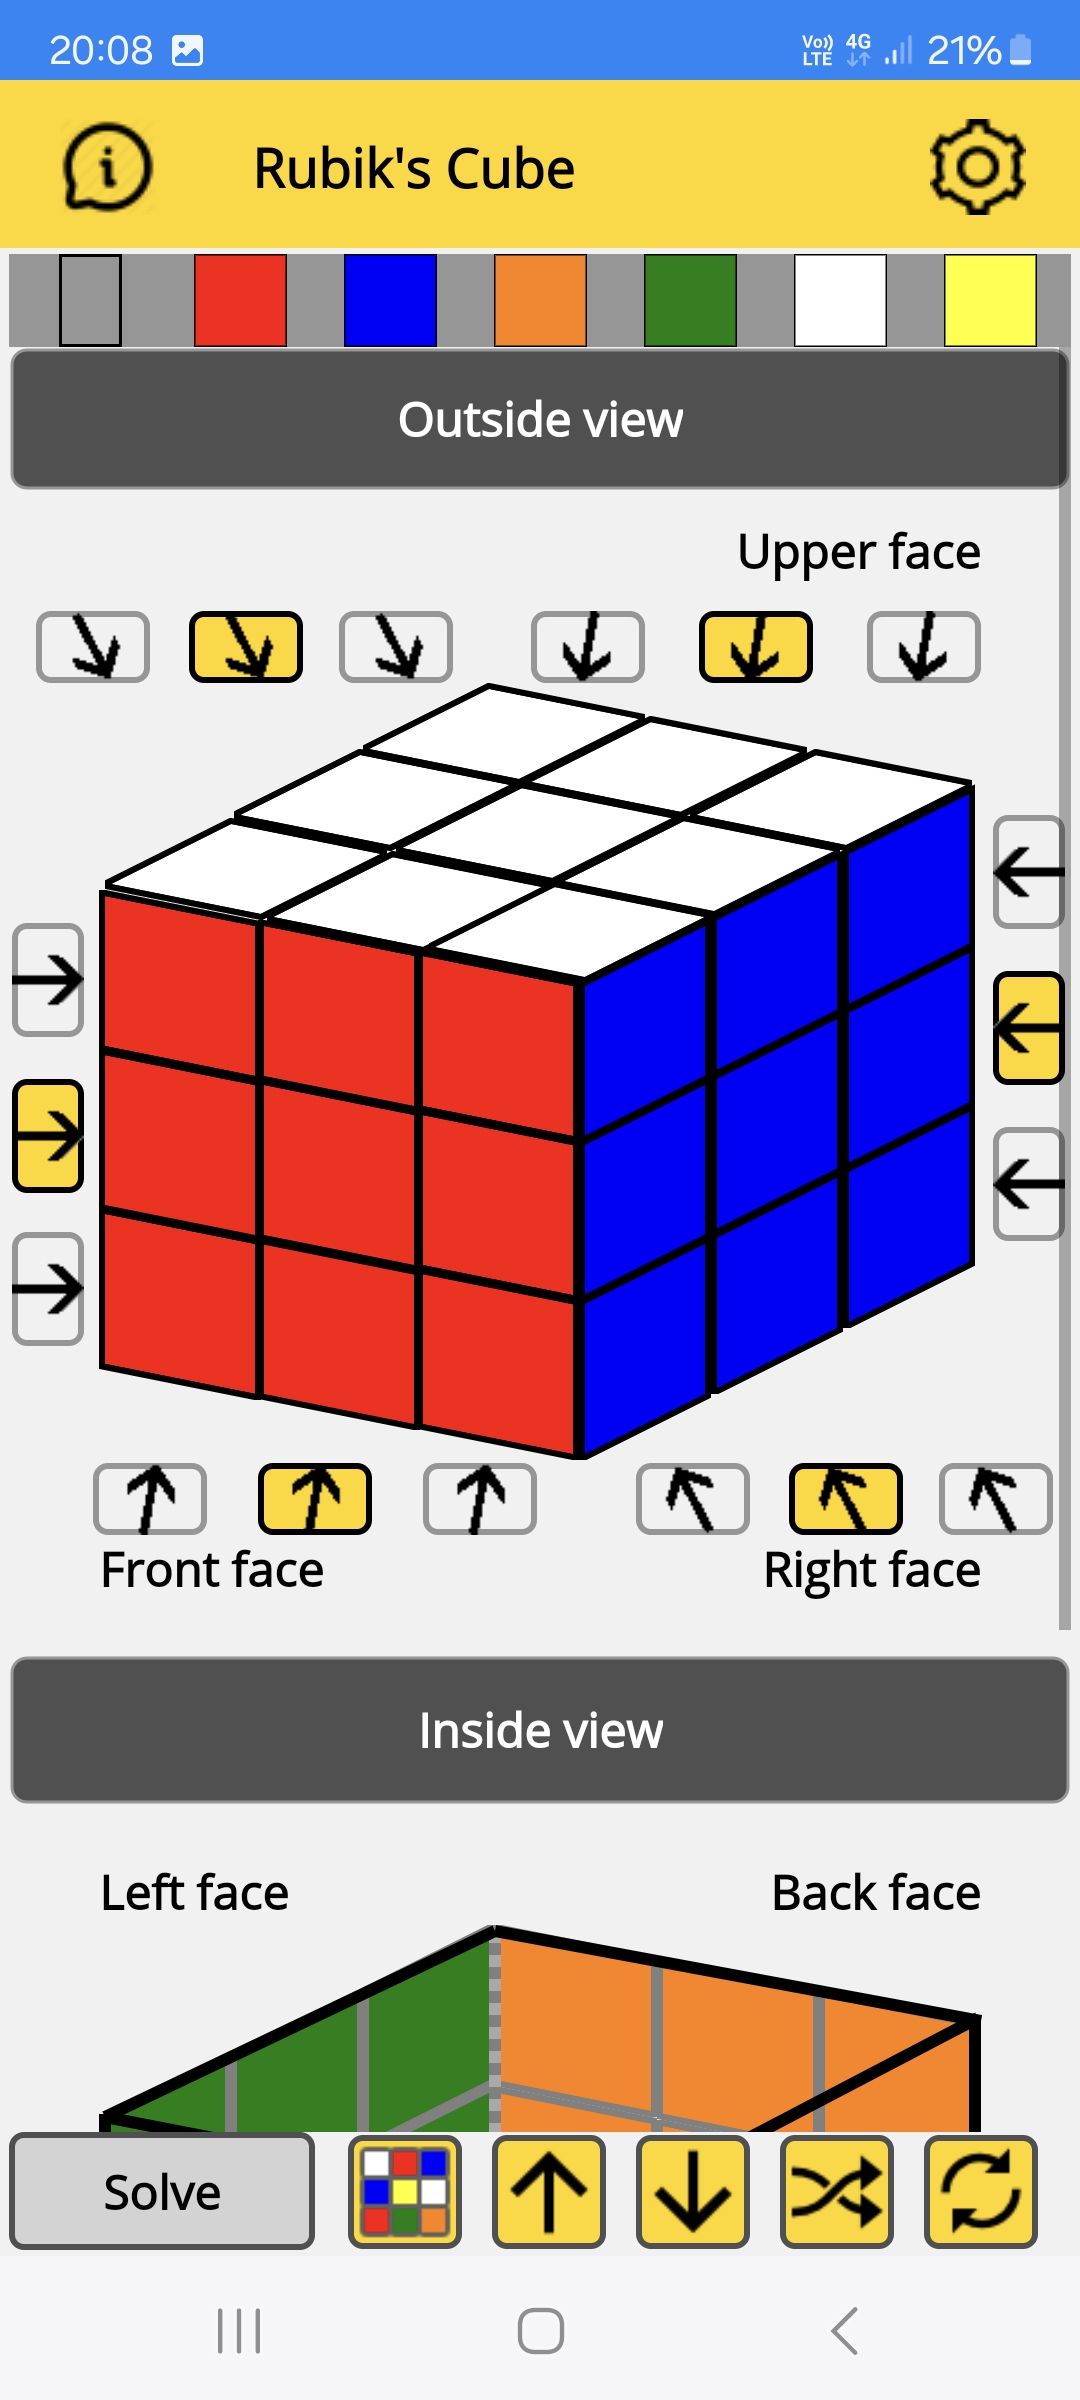 20:08
Vo)) LTE 4G 21%
Rubik's Cube
Outside view
Upper face
Front face
Right face
Inside view
Left face
Back face
Solve